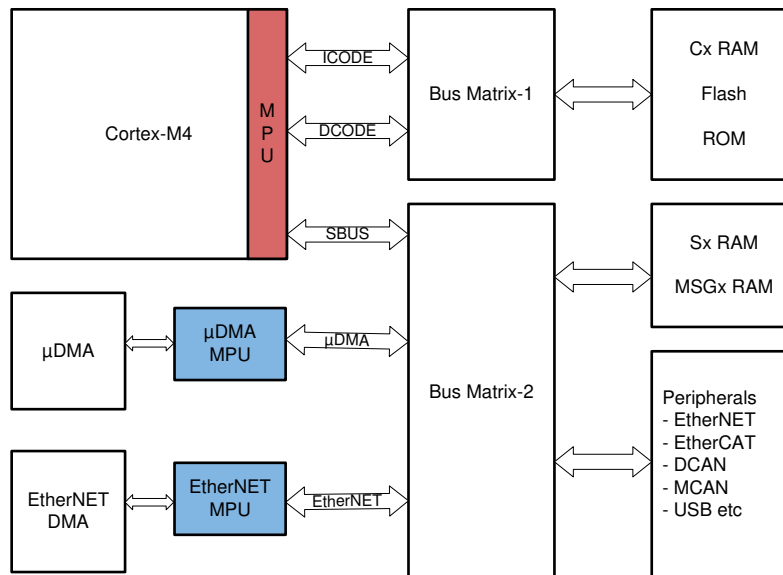 Cortex-M4
M
P
U
ICODE
DCODE
SBUS
Bus Matrix-1
Cx RAM
Flash
ROM
μDMA
μDMA
MPU
μDMA
EtherNET
DMA
EtherNET
MPU
EtherNET
Bus Matrix-2
Sx RAM
MSGx RAM
Peripherals
- EtherNET
- EtherCAT
- DCAN
- MCAN
- USB etc